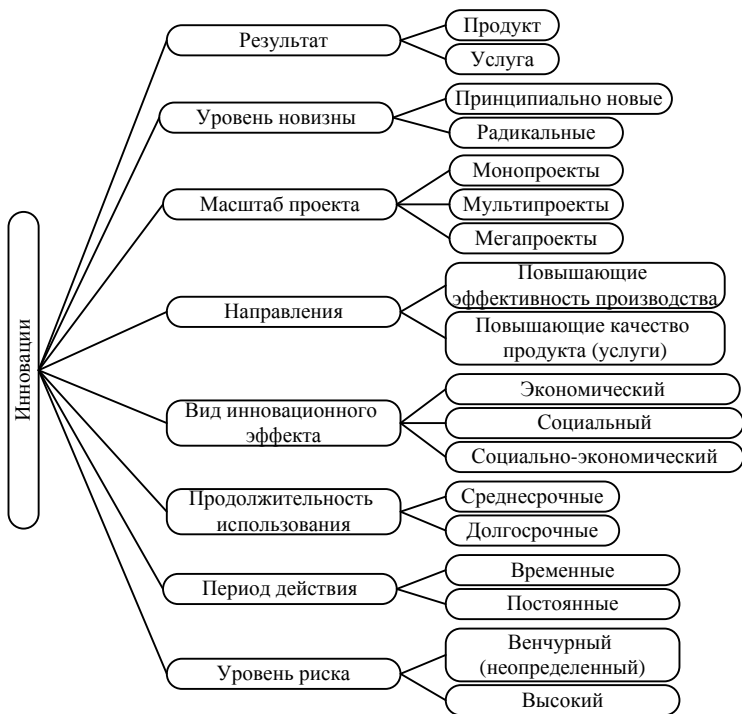 Инновации
Результат
Продукт
Услуга
Уровень новизны
Принципиально новые
Радикальные
Масштаб проекта
Монопроекты
Мультипроекты
Мегапроекты
Направления
Повышающие
эффективность производства
Повышающие качество
продукта (услуги)
Вид инновационного
эффекта
Экономический
Социальный
Социально-экономический
Продолжительность
использования
Среднесрочные
Долгосрочные
Период действия
Временные
Постоянные
Уровень риска
Венчурный
(неопределенный)
Высокий